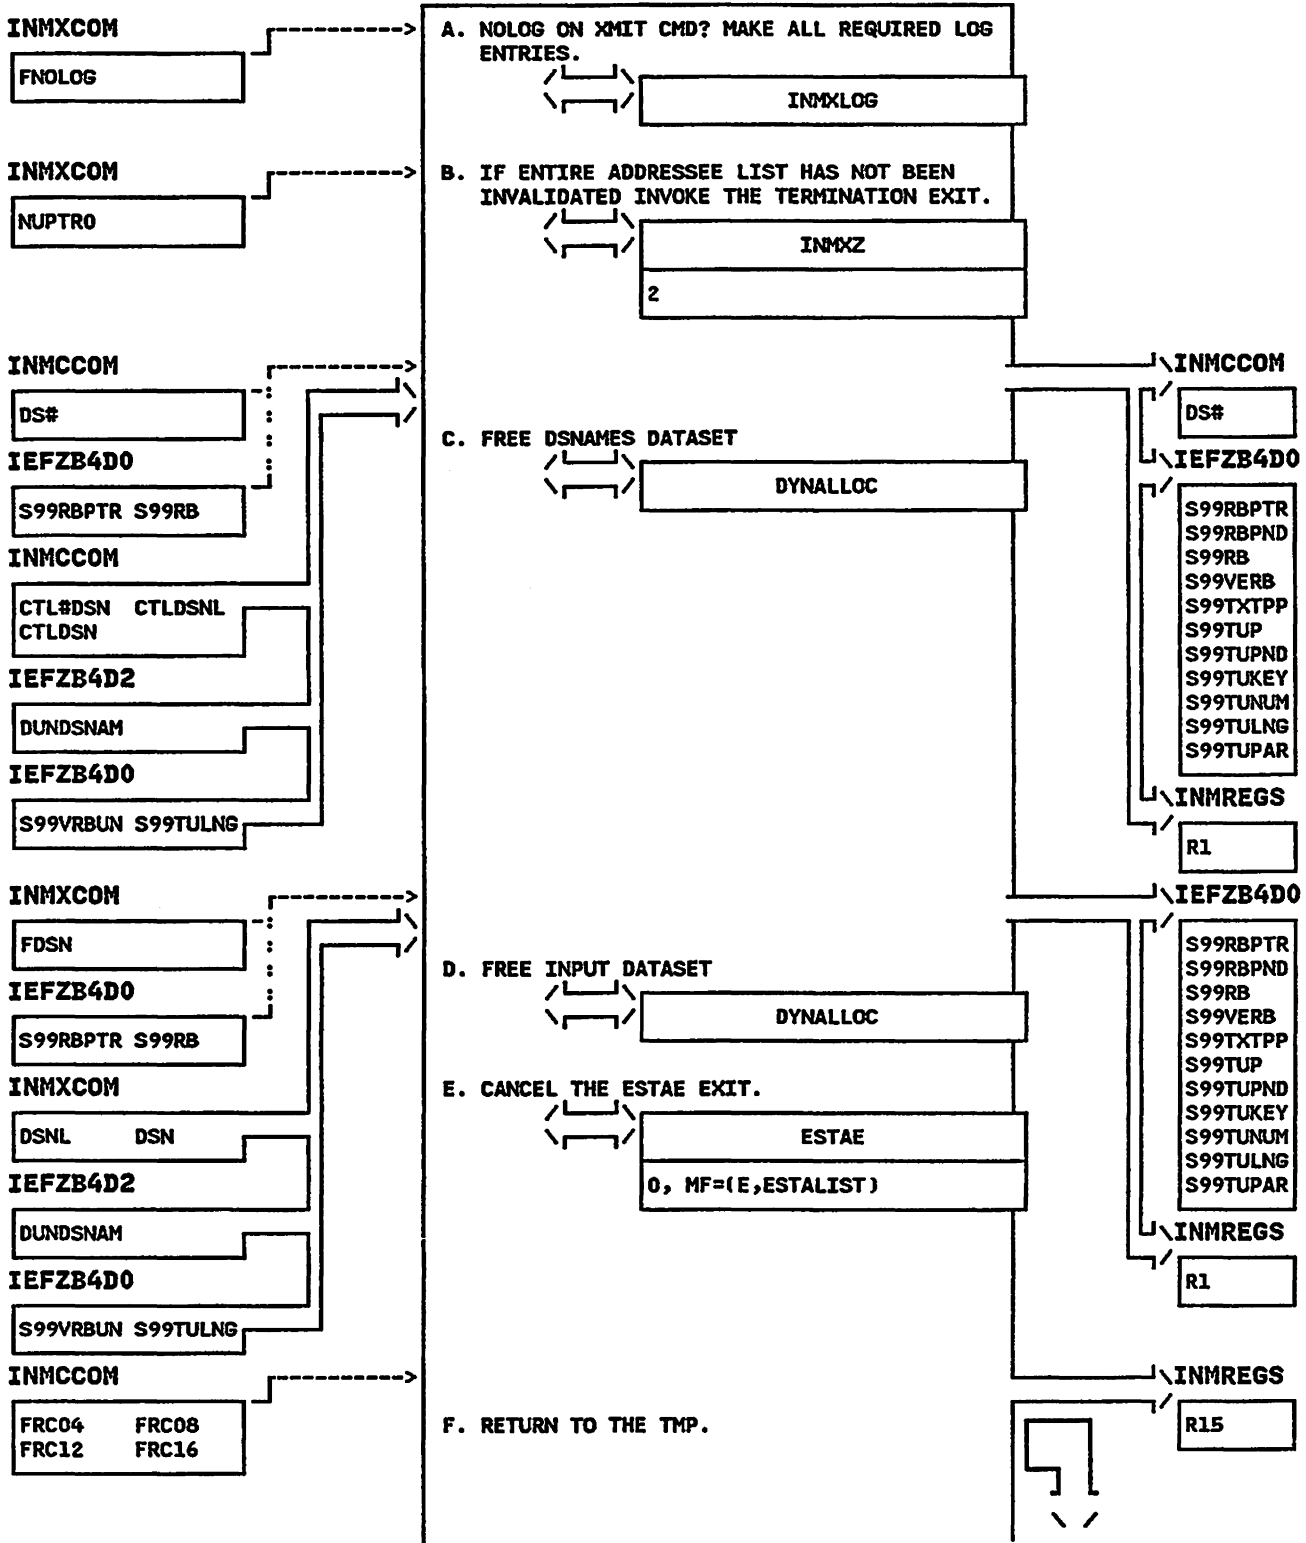 INMXCOM
FNOLOG
A. NOLOG ON XMIT CMD? MAKE ALL REQUIRED LOG
ENTRIES.
INMXLOG
INMXCOM
NUPTR0
B. IF ENTIRE ADDRESSEE LIST HAS NOT BEEN
INVALIDATED INVOKE THE TERMINATION EXIT.
INMXZ
2
INMCCOM
DS#
IEFZB4D0
S99RBPTR S99RB
INMCCOM
CTL#DSN CTLDSNL
CTLDSN
IEFZB4D2
DUNDSNAM
IEFZB4D0
S99VRBUN S99TULNG
C. FREE DSNAMES DATASET
DYNALLOC
INMCCOM
DS#
IEFZB4D0
S99RBPTR
S99RBPND
S99RB
S99VERB
S99TXTPP
S99TUP
S99TUPND
S99TUKEY
S99TUNUM
S99TULNG
S99TUPAR
INMREGS
R1
INMXCOM
FDSN
IEFZB4D0
S99RBPTR S99RB
INMXCOM
DSNL DSN
IEFZB4D2
DUNDSNAM
IEFZB4D0
S99VRBUN S99TULNG
D. FREE INPUT DATASET
DYNALLOC
E. CANCEL THE ESTAE EXIT.
ESTAE
0, MF=(E,ESTALIST)
IEFZB4D0
S99RBPTR
S99RBPND
S99RB
S99VERB
S99TXTPP
S99TUP
S99TUPND
S99TUKEY
S99TUNUM
S99TULNG
S99TUPAR
INMREGS
R1
INMCCOM
FRC04 FRC08
FRC12 FRC16
F. RETURN TO THE TMP.
INMREGS
R15